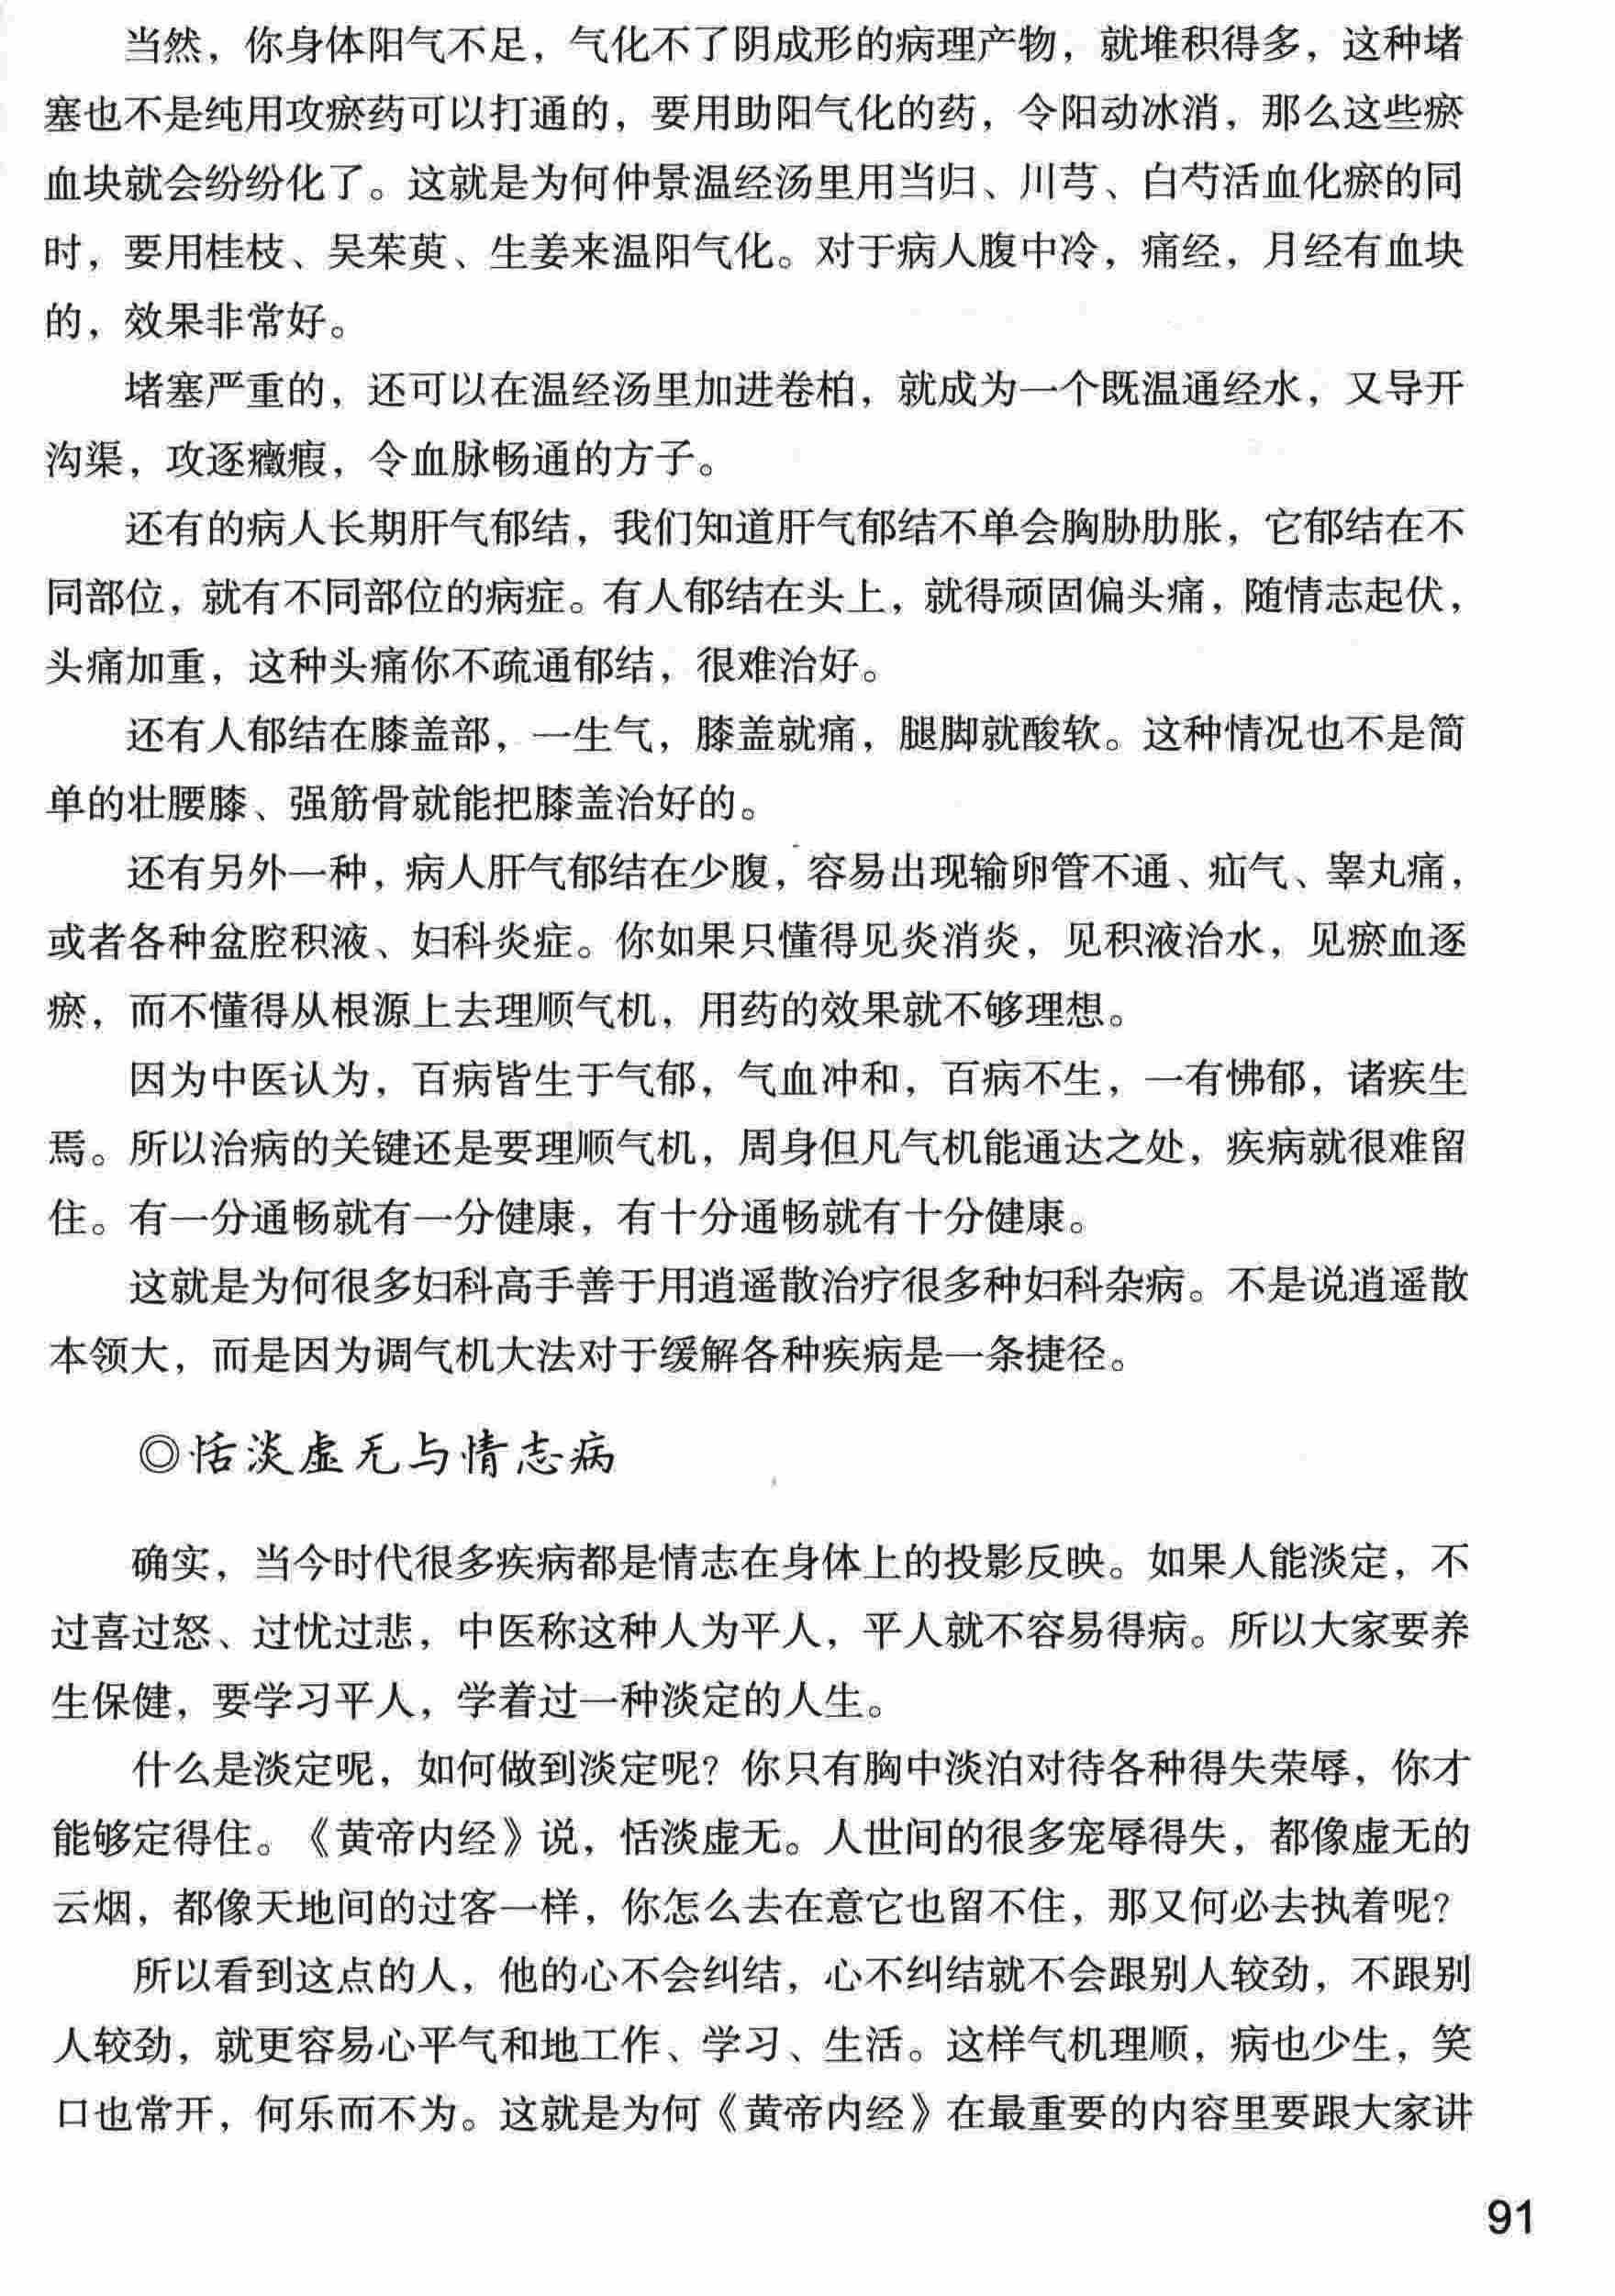 当然，你身体阳气不足，气化不了阴成形的病理产物，就堆积得多，这种堵
塞也不是纯用攻瘀药可以打通的，要用助阳气化的药，令阳动冰消，那么这些瘀
血块就会纷纷化了。这就是为何仲景温经汤里用当归、川芎、白芍活血化瘀的同
时，要用桂枝、吴茱萸、生姜来温阳气化。对于病人腹中冷，痛经，月经有血块
的，效果非常好。
堵塞严重的，还可以在温经汤里加进卷柏，就成为一个既温通经水，又导开
沟渠，攻逐癥瘕，令血脉畅通的方子。
还有的病人长期肝气郁结，我们知道肝气郁结不单会胸胁肋胀，它郁结在不
同部位，就有不同部位的病症。有人郁结在头上，就得顽固偏头痛，随情志起伏，
头痛加重，这种头痛你不疏通郁结，很难治好。
还有人郁结在膝盖部，一生气，膝盖就痛，腿脚就酸软。这种情况也不是简
单的壮腰膝、强筋骨就能把膝盖治好的。
还有另外一种，病人肝气郁结在少腹，容易出现输卵管不通、疝气、睾丸痛，
或者各种盆腔积液、妇科炎症。你如果只懂得见炎消炎，见积液治水，见瘀血逐
瘀，而不懂得从根源上去理顺气机，用药的效果就不够理想。
因为中医认为，百病皆生于气郁，气血冲和，百病不生，一有怫郁，诸疾生
焉。所以治病的关键还是要理顺气机，周身但凡气机能通达之处，疾病就很难留
住。有一分通畅就有一分健康，有十分通畅就有十分健康。
这就是为何很多妇科高手善于用逍遥散治疗很多种妇科杂病。不是说逍遥散
本领大，而是因为调气机大法对于缓解各种疾病是一条捷径。
◎恬淡虚无与情志病
确实，当今时代很多疾病都是情志在身体上的投影反映。如果人能淡定，不
过喜过怒、过忧过悲，中医称这种人为平人，平人就不容易得病。所以大家要养
生保健，要学习平人，学着过一种淡定的人生。
什么是淡定呢，如何做到淡定呢？你只有胸中淡泊对待各种得失荣辱，你才
能够定得住。《黄帝内经》说，恬淡虚无。人世间的很多宠辱得失，都像虚无的
云烟，都像天地间的过客一样，你怎么去在意它也留不住，那又何必去执着呢？
所以看到这点的人，他的心不会纠结，心不纠结就不会跟别人较劲，不跟别
人较劲，就更容易心平气和地工作、学习、生活。这样气机理顺，病也少生，笑
口也常开，何乐而不为。这就是为何《黄帝内经》在最重要的内容里要跟大家讲
91